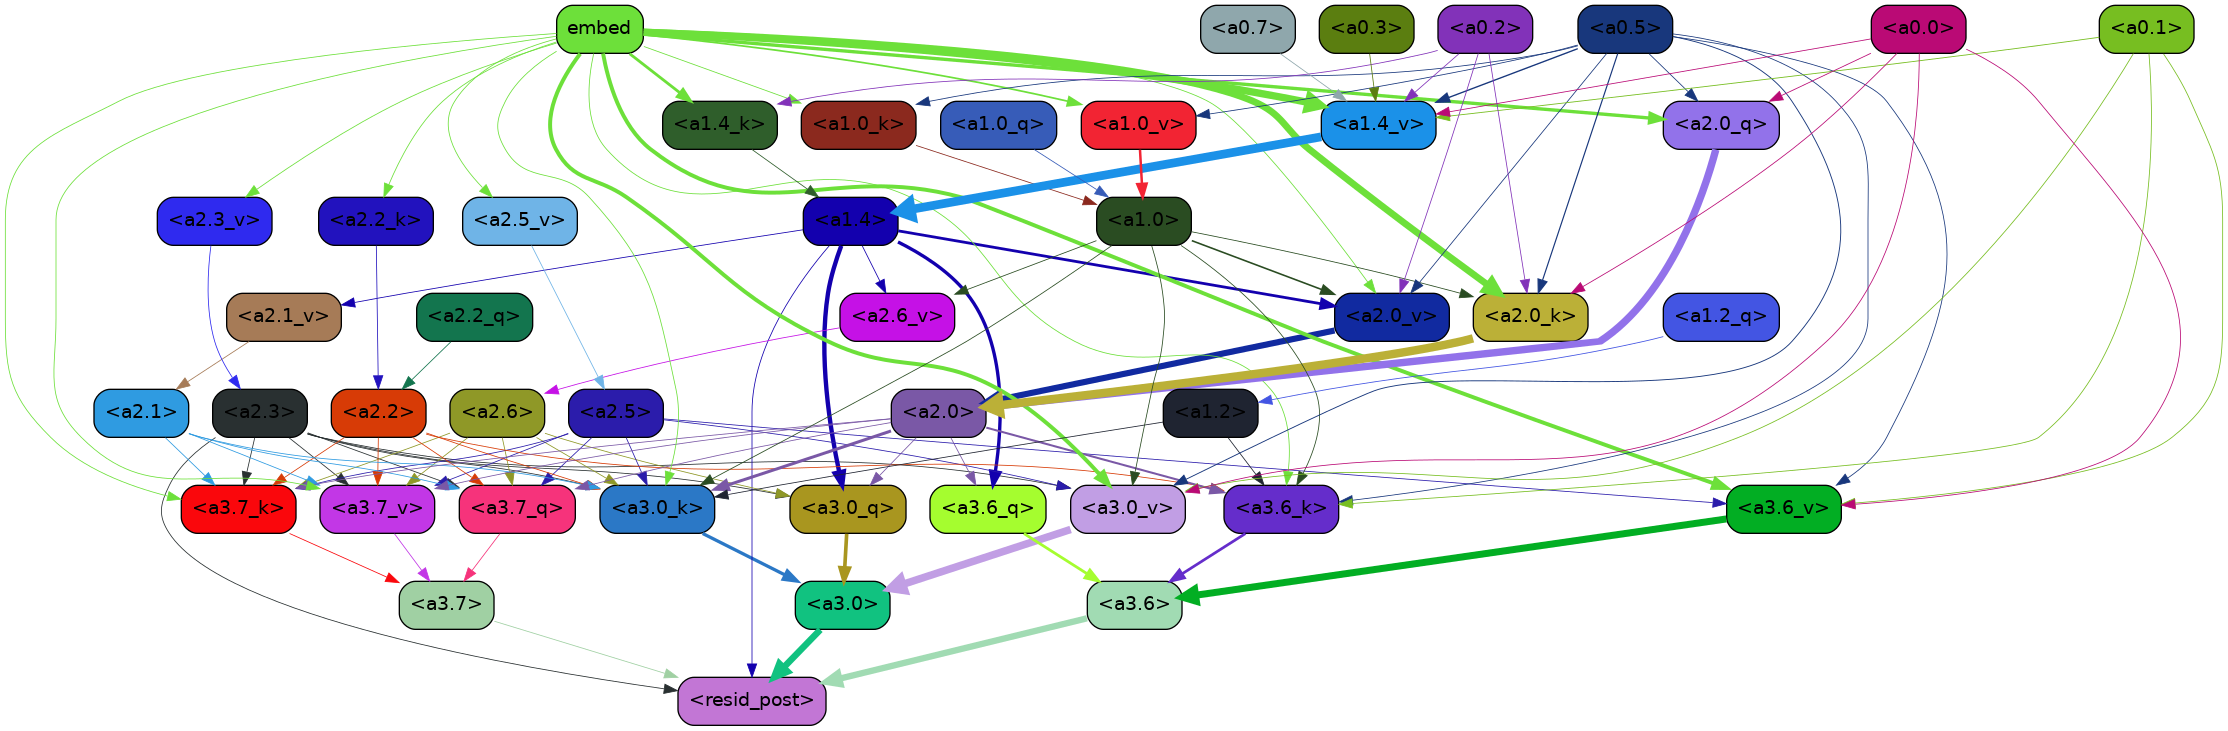 embed
<a0.7>
<a0.3>
<a0.2>
<a0.5>
<a0.0>
<a0.1>
<a1.4_k>
<a1.0_k>
<a1.0_q>
<a1.0_v>
<a1.4_v>
<a2.0_q>
<a2.3_v>
<a2.2_k>
<a2.5_v>
<a1.4>
<a1.0>
<a2.1_v>
<a2.2_q>
<a2.6_v>
<a2.0_v>
<a2.0_k>
<a1.2_q>
<a2.1>
<a2.3>
<a2.2>
<a2.6>
<a2.5>
<a2.0>
<a1.2>
<a3.7_k>
<a3.7_v>
<a3.7_q>
<a3.0_k>
<a3.0_q>
<a3.6_q>
<a3.0_v>
<a3.6_k>
<a3.6_v>
<a3.7>
<a3.0>
<a3.6>
<resid_post>